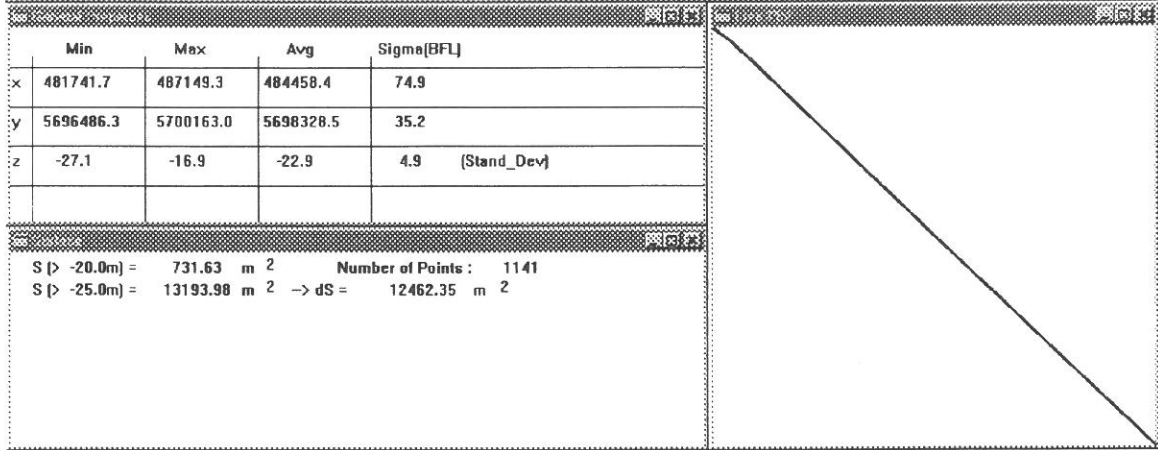 Min Max Avg Sigma(BFL)
x 481741.7 487149.3 484458.4 74.9
y 5696486.3 5700163.0 5698328.5 35.2
z -27.1 -16.9 -22.9 4.9 (Stand_Dev)
S (> -20.0m) = 731.63 m 2 Number of Points : 1141
S (> -25.0m) = 13193.98 m 2 -> dS = 12462.35 m 2